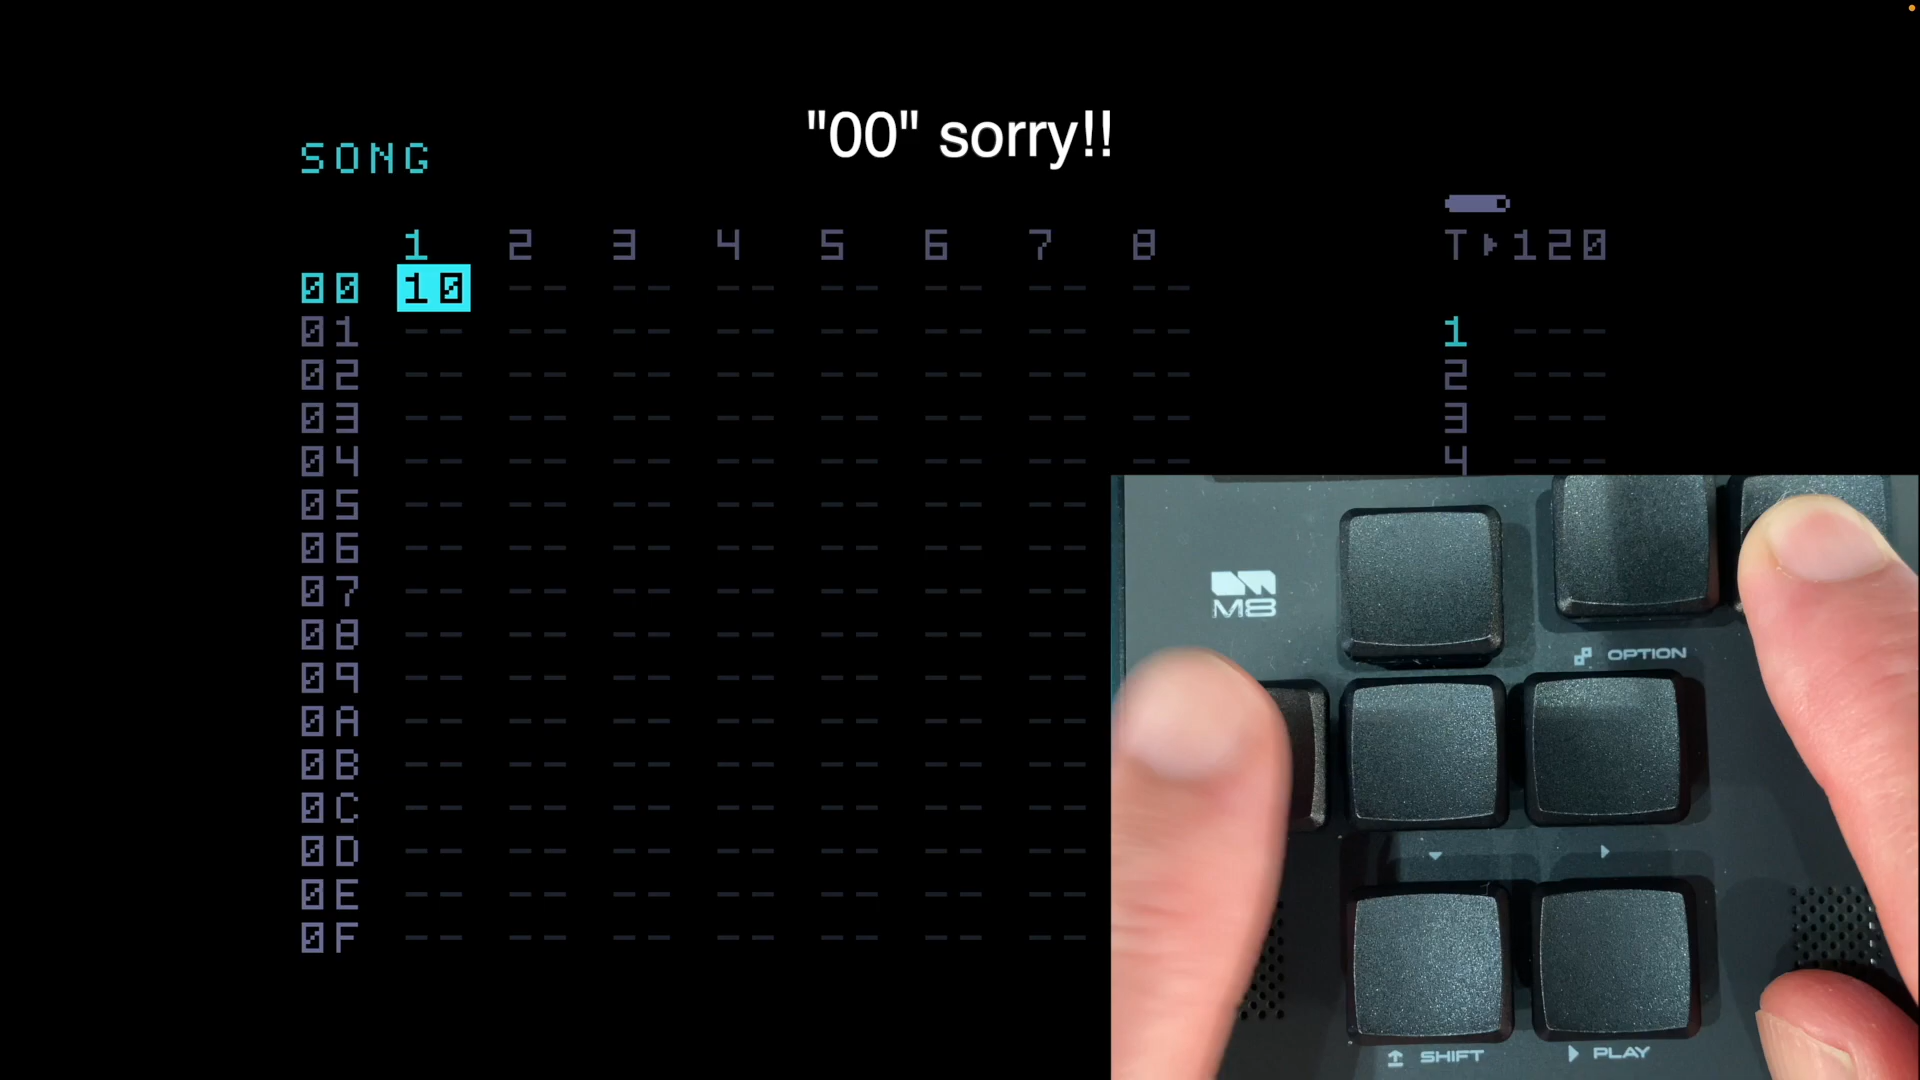 "00" sorry!!
SONG
1 2 3 4 5 6 7 8 T 120
00 10 -- -- -- -- -- -- --
01 -- -- -- -- -- -- -- -- 1 ---
02 -- -- -- -- -- -- -- -- 2 ---
03 -- -- -- -- -- -- -- -- 3 ---
04 -- -- -- -- -- -- -- -- 4 ---
05 -- -- -- -- -- -- --
06 -- -- -- -- -- -- --
07 -- -- -- -- -- -- --
08 -- -- -- -- -- -- --
09 -- -- -- -- -- -- --
0A -- -- -- -- -- -- --
0B -- -- -- -- -- -- --
0C -- -- -- -- -- -- --
0D -- -- -- -- -- -- --
0E -- -- -- -- -- -- --
0F -- -- -- -- -- -- --
M8
OPTION
SHIFT PLAY